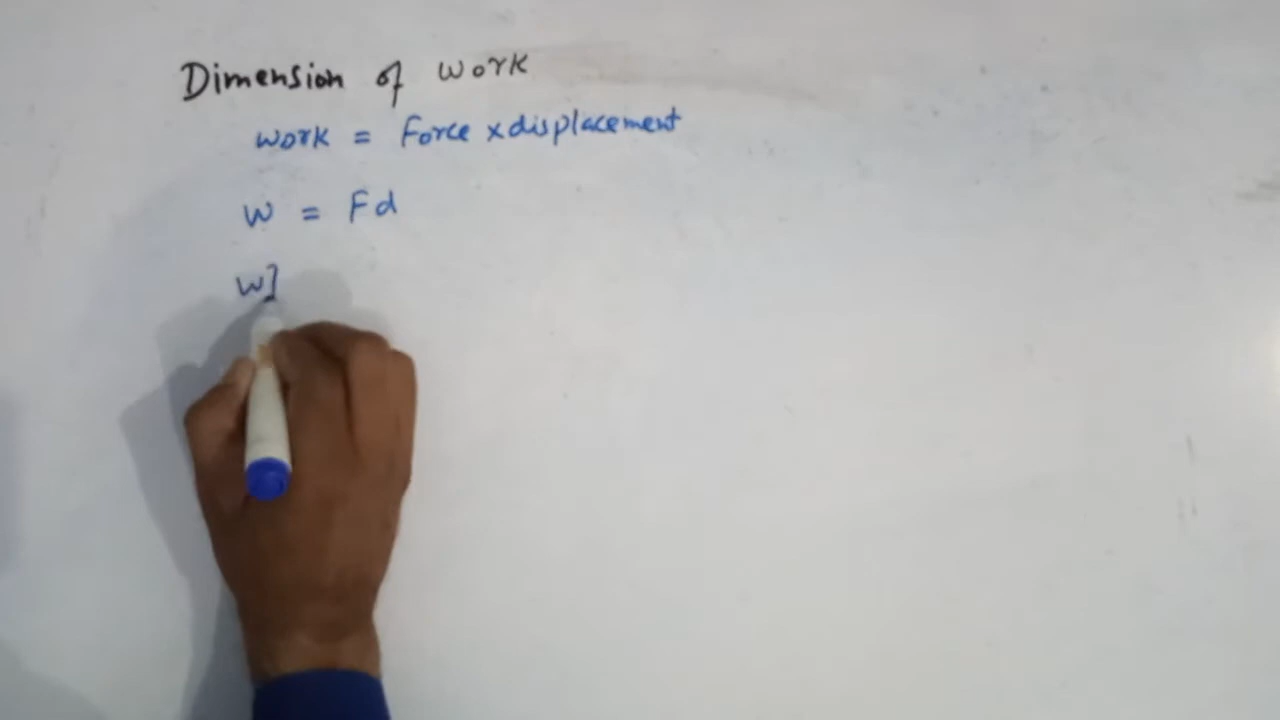 Dimension of work
work = Force x displacement
W = Fd
W]